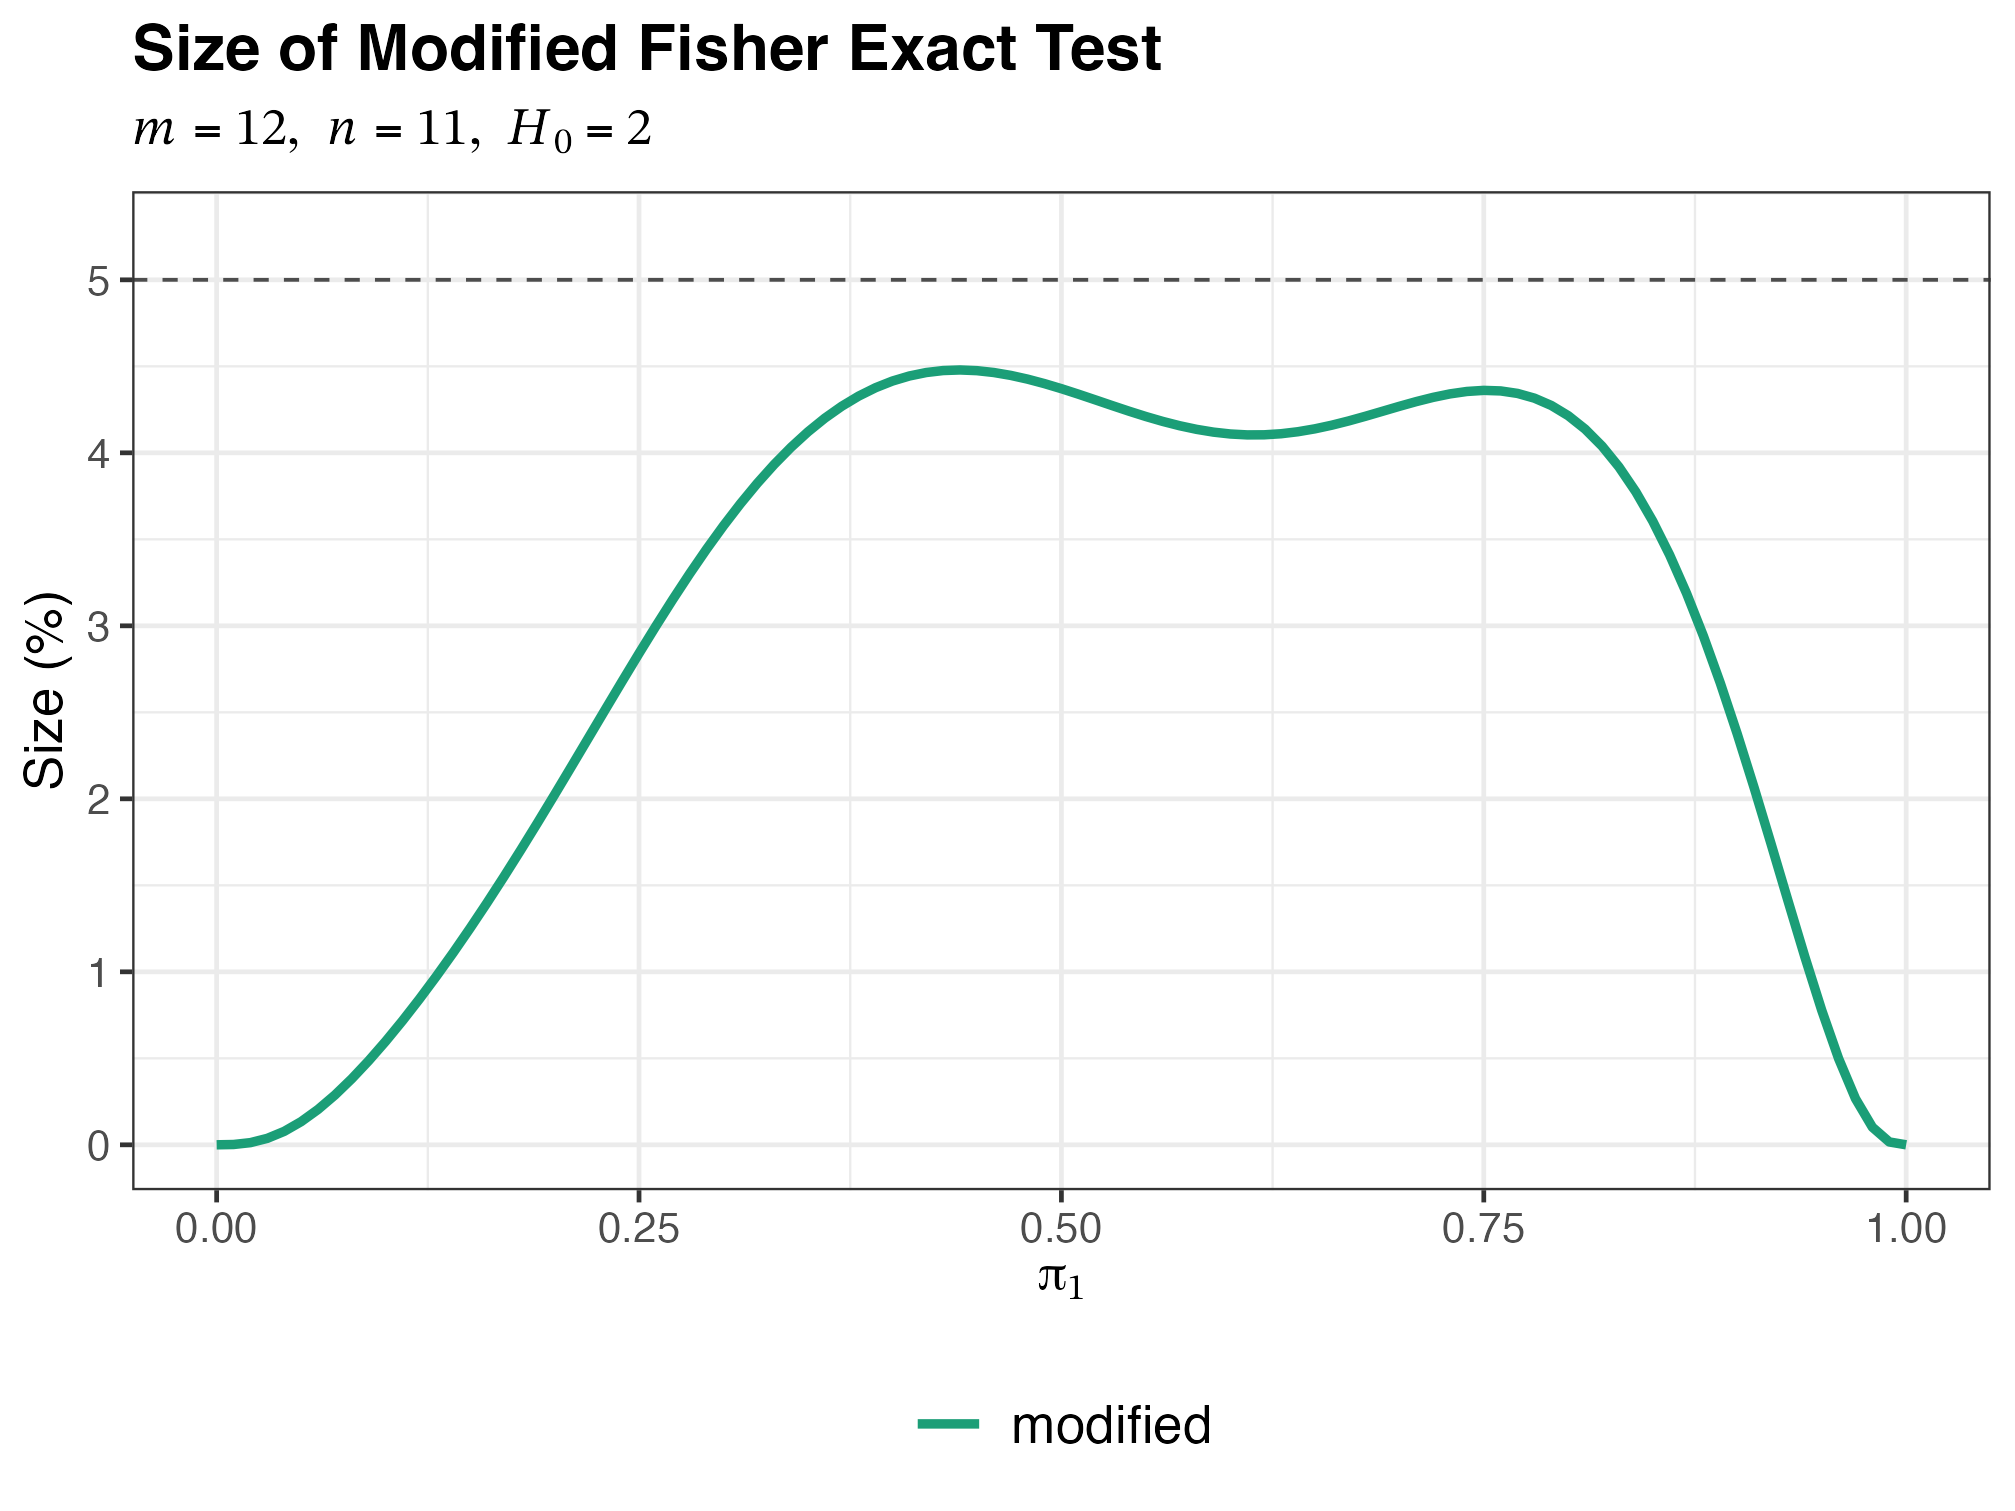 Size of Modified Fisher Exact Test
m = 12, n = 11, H₀ = 2
Size (%)
5
4
3
2
1
0
0.00 0.25 0.50 0.75 1.00
π₁
modified